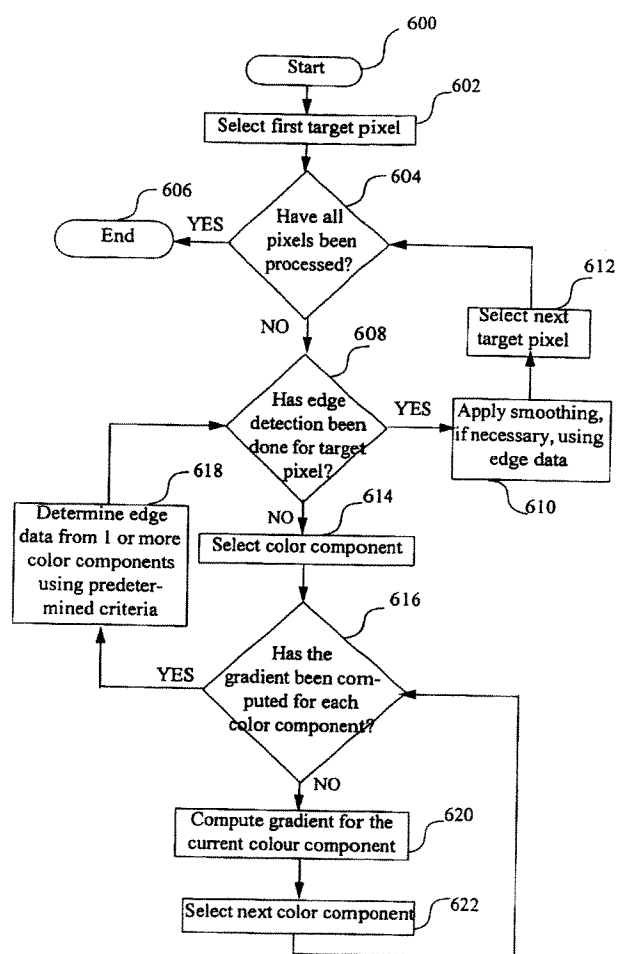 600
Start
602
Select first target pixel
604
606
Have all
pixels been
processed?
YES
End
612
NO
Select next
target pixel
608
Has edge
detection been
done for target
pixel?
YES
Apply smoothing,
if necessary, using
edge data
610
618
Determine edge
data from 1 or more
color components
using predeter-
mined criteria
NO
614
Select color component
616
Has the
gradient been com-
puted for each
color component?
YES
NO
Compute gradient for the
current colour component
620
Select next color component
622